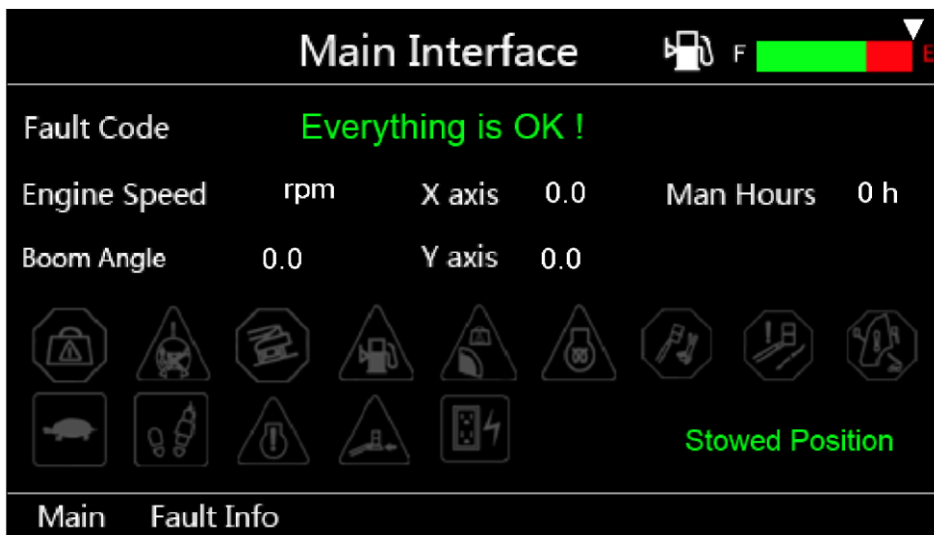 Main Interface F E
Fault Code Everything is OK !
Engine Speed rpm X axis 0.0 Man Hours 0 h
Boom Angle 0.0 Y axis 0.0
Stowed Position
Main Fault Info